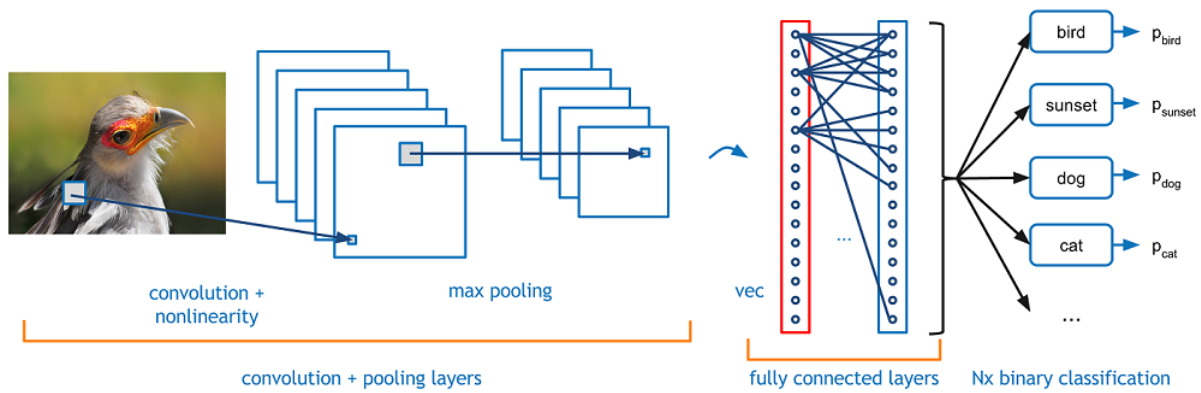 convolution +
nonlinearity
max pooling
vec
...
convolution + pooling layers
fully connected layers
Nx binary classification
bird
p_bird
sunset
p_sunset
dog
p_dog
cat
p_cat
...